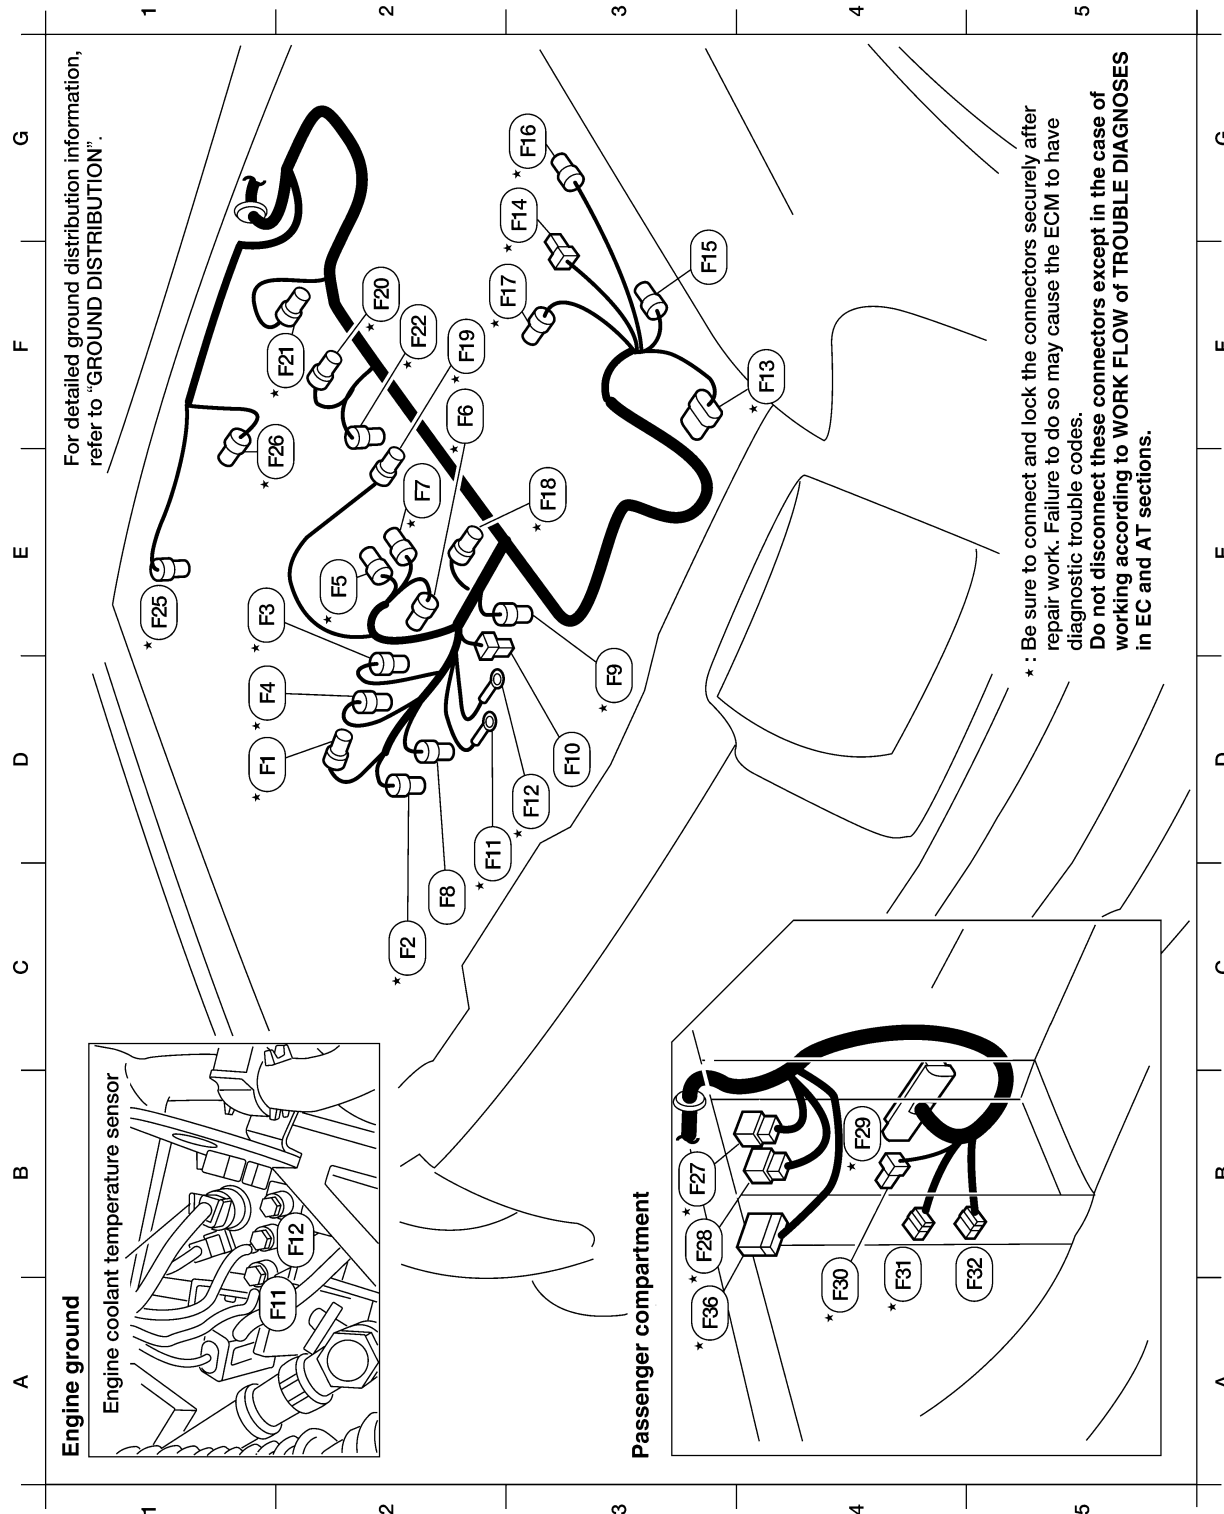 1
2
3
4
5
G
F
E
D
C
B
A
For detailed ground distribution information,
refer to “GROUND DISTRIBUTION”.
★ F25
★ F26
★ F21
★ F20
★ F22
★ F19
★ F6
★ F7
★ F5
★ F18
★ F3
★ F4
★ F1
★ F2
F8
★ F11
★ F12
F10
★ F9
★ F16
★ F14
★ F17
F15
★ F13
★ : Be sure to connect and lock the connectors securely after
repair work. Failure to do so may cause the ECM to have
diagnostic trouble codes.
Do not disconnect these connectors except in the case of
working according to WORK FLOW of TROUBLE DIAGNOSES
in EC and AT sections.
Engine ground
Engine coolant temperature sensor
F11
F12
Passenger compartment
★ F27
★ F28
★ F36
★ F29
★ F30
★ F31
F32
G
F
E
D
C
B
A
1
2
3
4
5